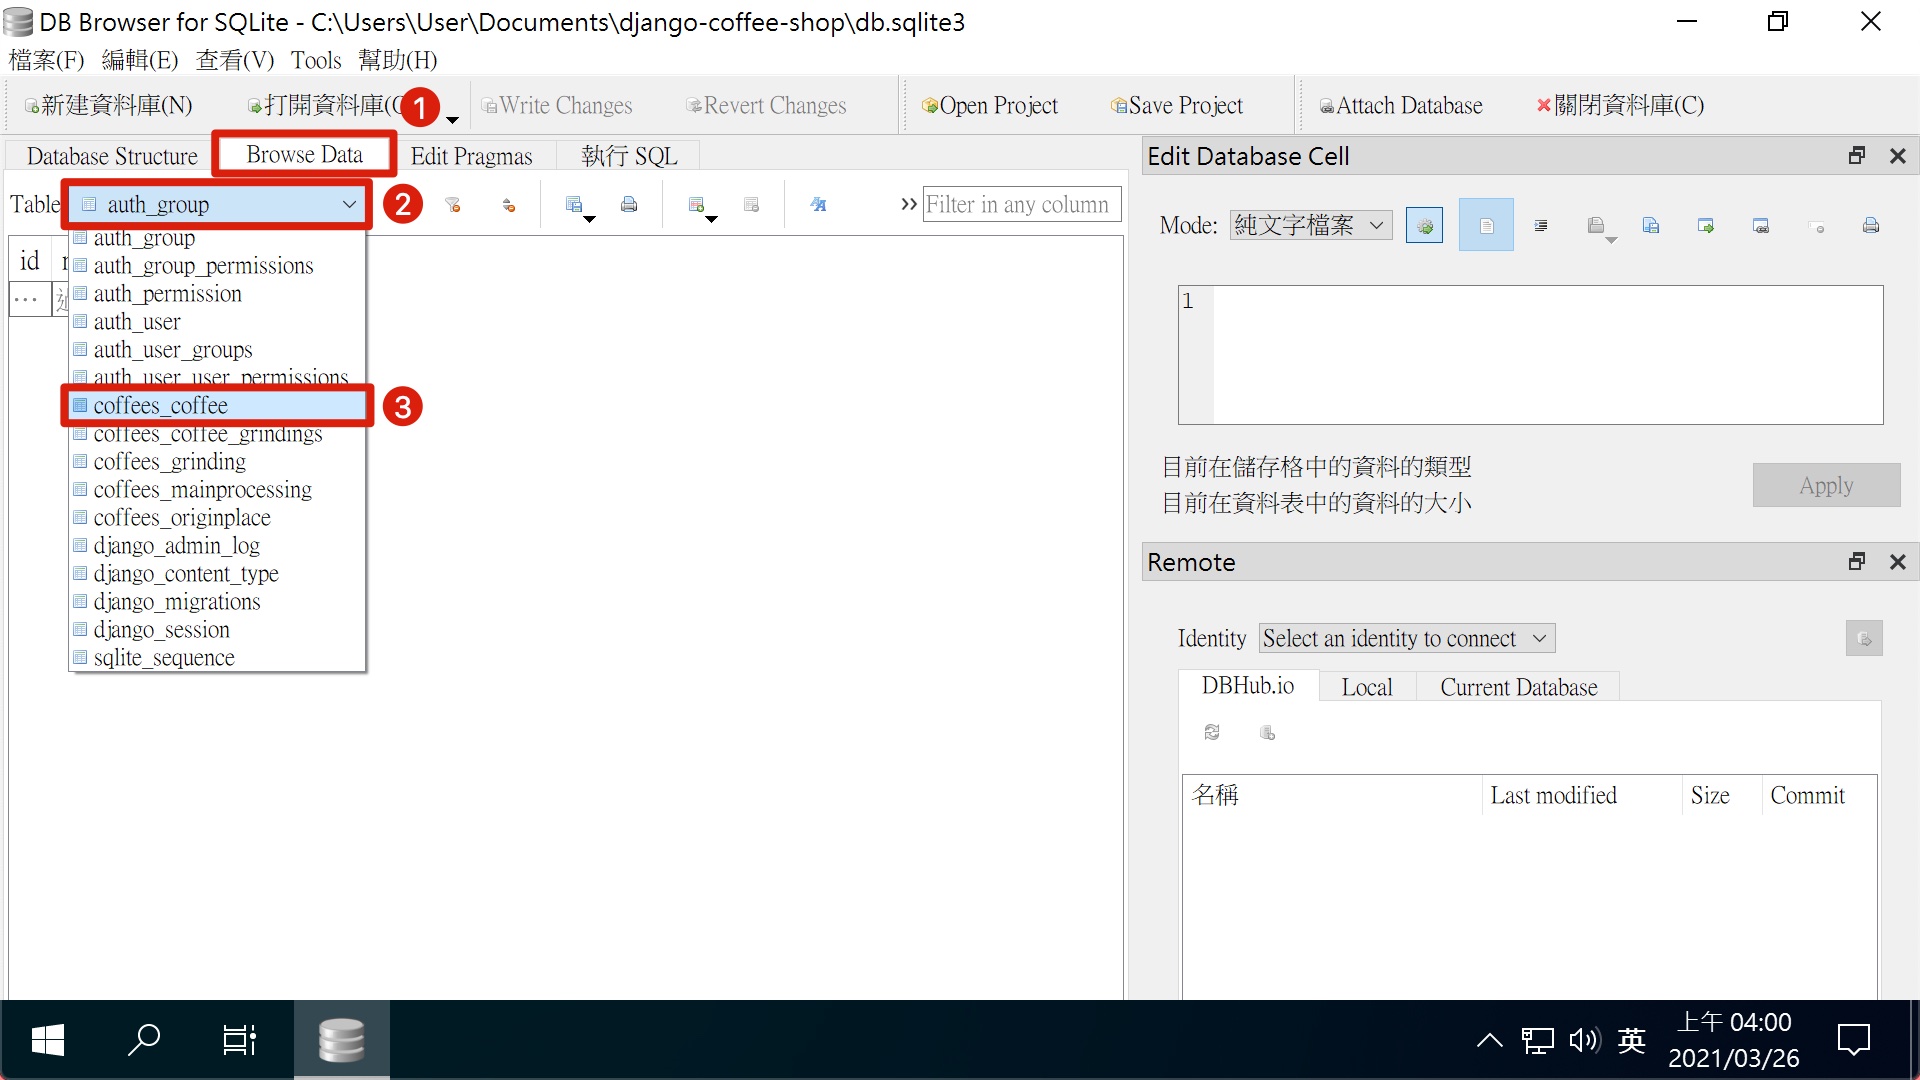 DB Browser for SQLite - C:\Users\User\Documents\django-coffee-shop\db.sqlite3
檔案(F) 編輯(E) 查看(V) Tools 幫助(H)
新建資料庫(N) 打開資料庫( 1 Write Changes Revert Changes Open Project Save Project Attach Database 關閉資料庫(C)
Database Structure Browse Data Edit Pragmas 執行 SQL
Table auth_group 2 Filter in any column
id
auth_group
auth_group_permissions
auth_permission
auth_user
auth_user_groups
auth_user_user_permissions
coffees_coffee 3
coffees_coffee_grindings
coffees_grinding
coffees_mainprocessing
coffees_originplace
django_admin_log
django_content_type
django_migrations
django_session
sqlite_sequence
Edit Database Cell
Mode: 純文字檔案
1
目前在儲存格中的資料的類型
目前在資料表中的資料的大小
Apply
Remote
Identity Select an identity to connect
DBHub.io Local Current Database
名稱 Last modified Size Commit
英
上午 04:00
2021/03/26